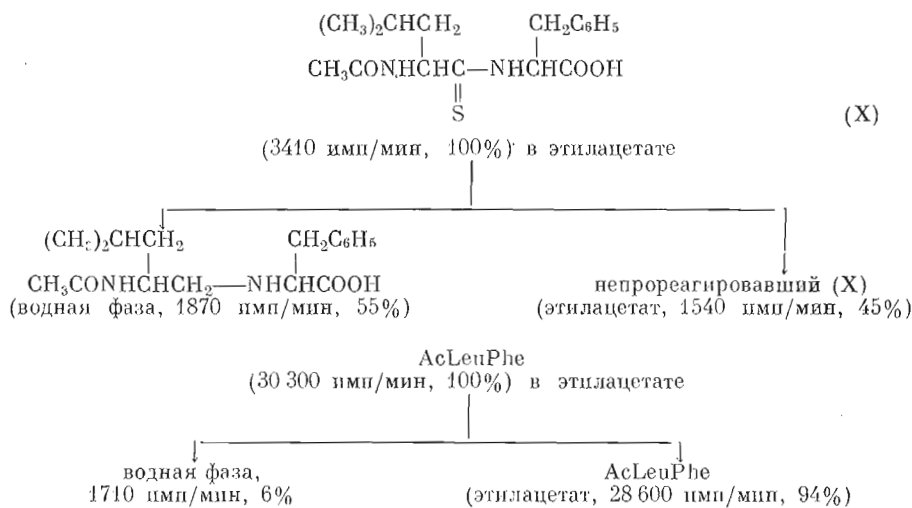 (CH₃)₂CHCH₂ CH₂C₆H₅
CH₃CONHCHC—NHCHCOOH
S
(X)
(3410 имп/мин, 100%) в этилацетате
(CH₃)₂CHCH₂ CH₂C₆H₅
CH₃CONHCHCH₂—NHCHCOOH
непрореагировавший (X)
(водная фаза, 1870 имп/мин, 55%)
(этилацетат, 1540 имп/мин, 45%)
AcLeuPhe
(30 300 имп/мин, 100%) в этилацетате
водная фаза,
1710 имп/мин, 6%
AcLeuPhe
(этилацетат, 28 600 имп/мин, 94%)